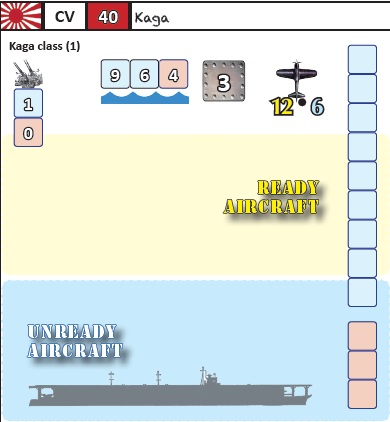 CV 40 Kaga
Kaga class (1)
9 6 4
3
12 6
1
0
READY
AIRCRAFT
UNREADY
AIRCRAFT